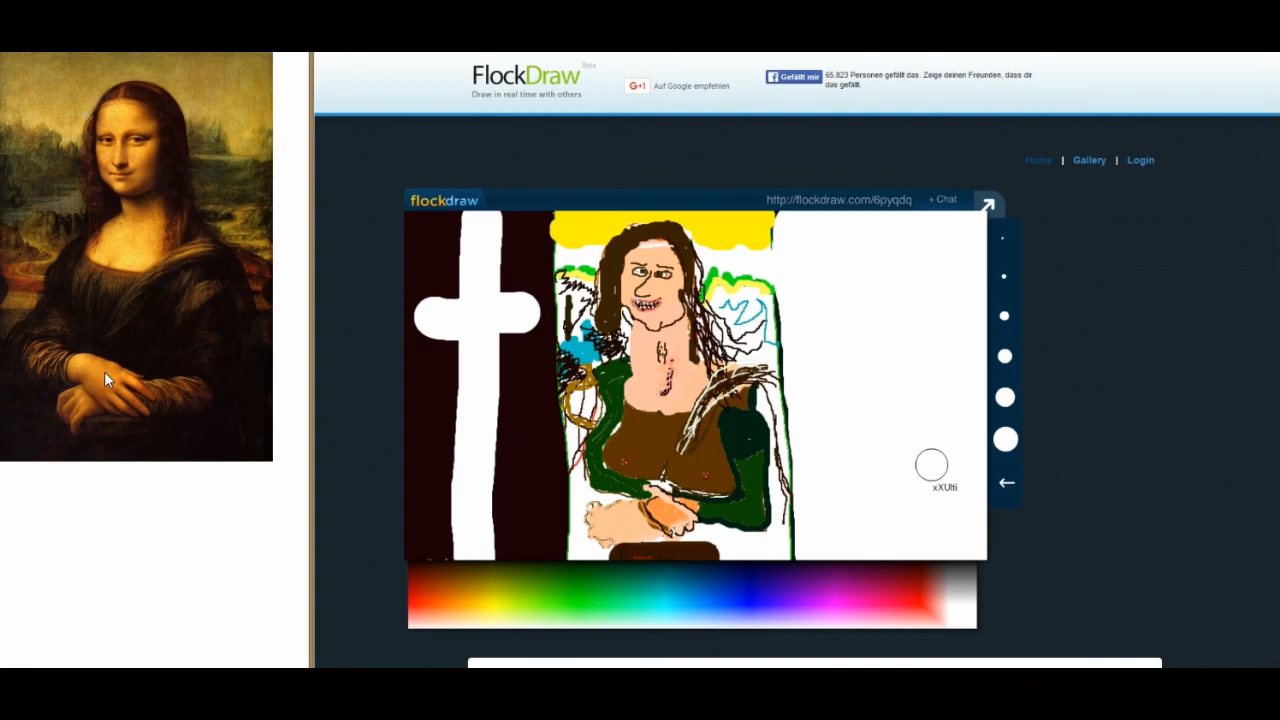 FlockDraw Beta
Draw in real time with others
G+1 Auf Google empfehlen
f Gefällt mir 65.823 Personen gefällt das. Zeige deinen Freunden, dass dir
das gefällt.
Home | Gallery | Login
flockdraw http://flockdraw.com/6pyqdq + Chat
xXUlti